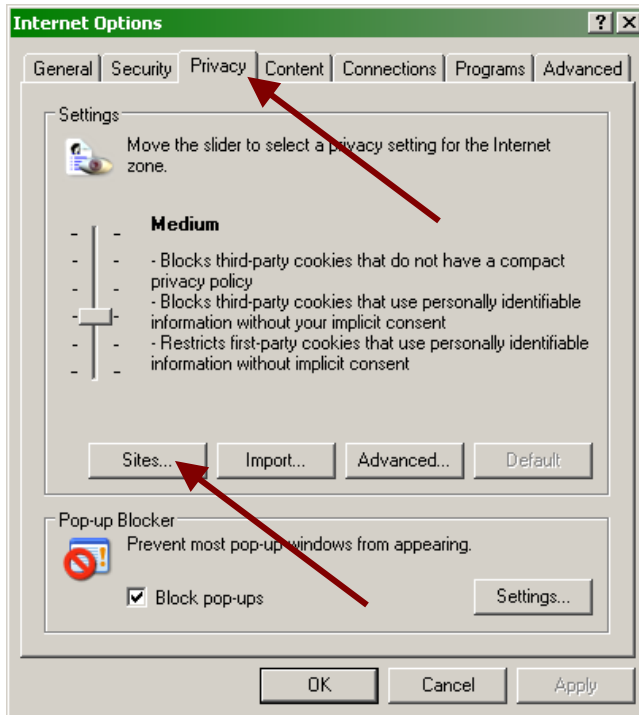 Internet Options
General Security Privacy Content Connections Programs Advanced
Settings
Move the slider to select a privacy setting for the Internet
zone.
Medium
- Blocks third-party cookies that do not have a compact
privacy policy
- Blocks third-party cookies that use personally identifiable
information without your implicit consent
- Restricts first-party cookies that use personally identifiable
information without implicit consent
Sites... Import... Advanced... Default
Pop-up Blocker
Prevent most pop-up windows from appearing.
Block pop-ups Settings...
OK Cancel Apply